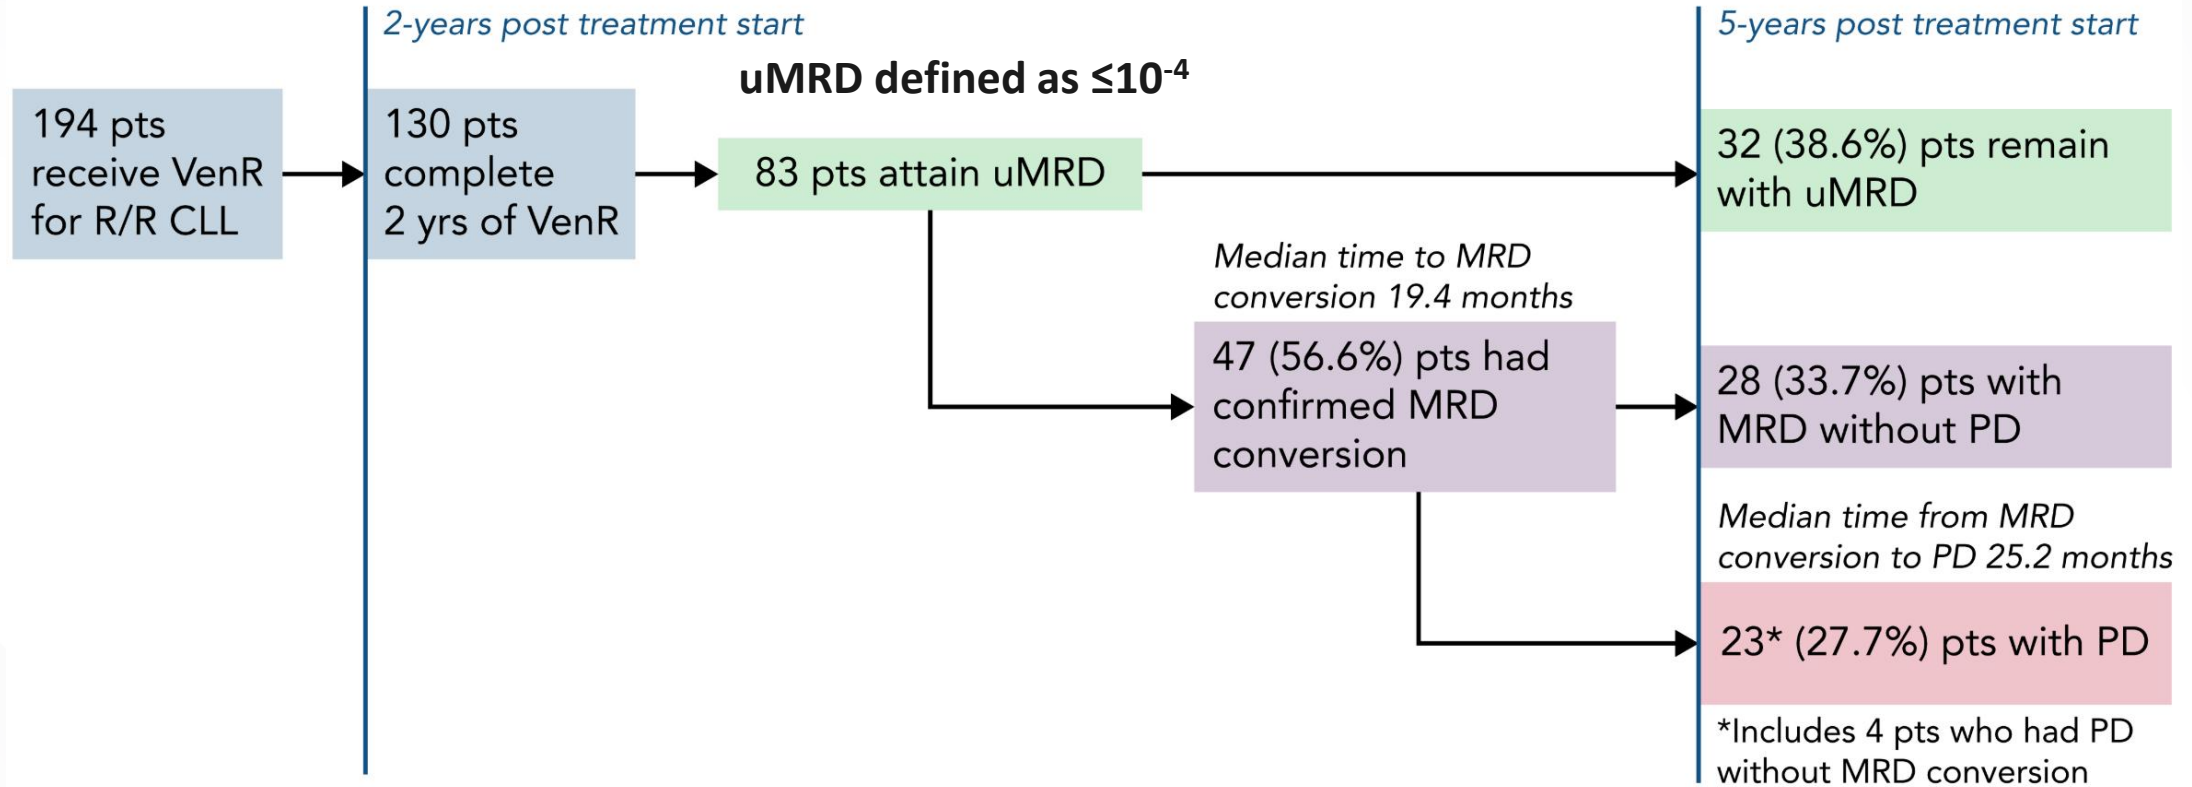 2-years post treatment start
5-years post treatment start
uMRD defined as ≤10⁻⁴
194 pts
receive VenR
for R/R CLL
130 pts
complete
2 yrs of VenR
83 pts attain uMRD
32 (38.6%) pts remain
with uMRD
Median time to MRD
conversion 19.4 months
47 (56.6%) pts had
confirmed MRD
conversion
28 (33.7%) pts with
MRD without PD
Median time from MRD
conversion to PD 25.2 months
23* (27.7%) pts with PD
*Includes 4 pts who had PD
without MRD conversion